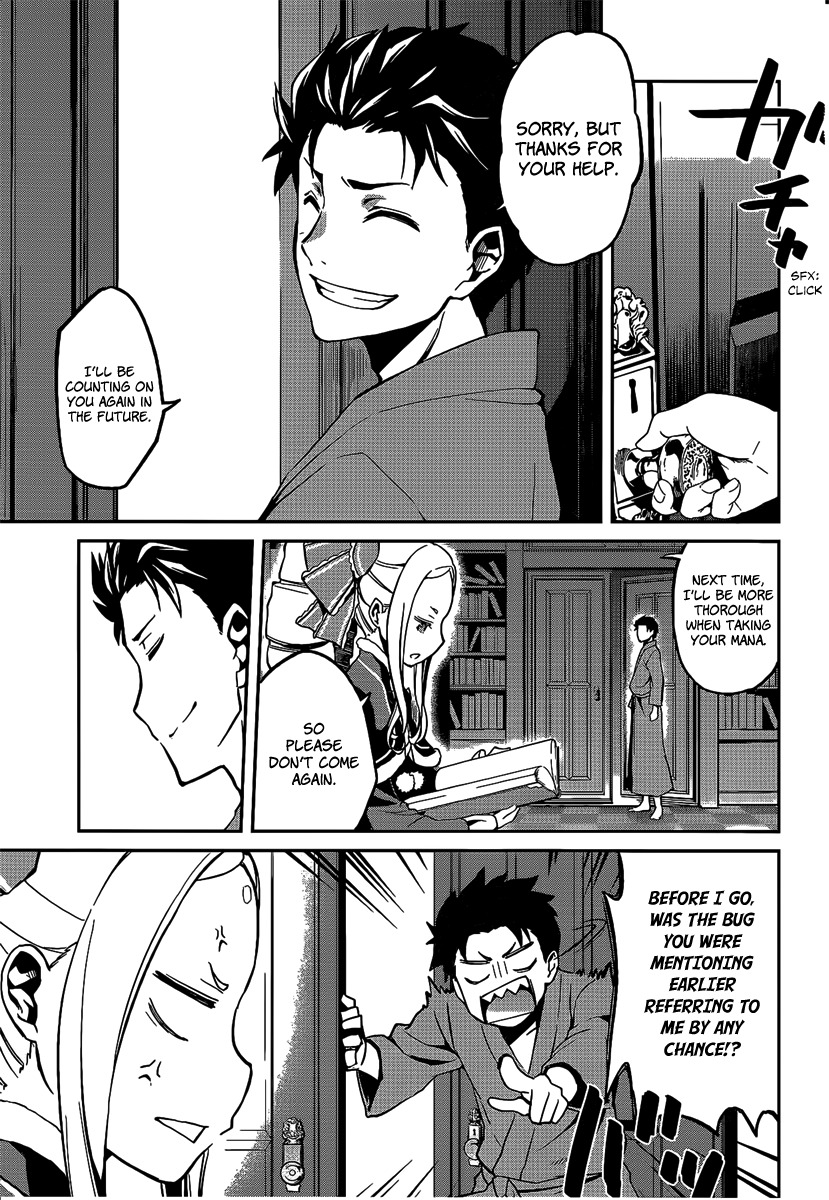 ガチャ
SFX:
CLICK
SORRY, BUT
THANKS FOR
YOUR HELP.
I'LL BE
COUNTING ON
YOU AGAIN IN
THE FUTURE.
NEXT TIME,
I'LL BE MORE
THOROUGH
WHEN TAKING
YOUR MANA.
SO
PLEASE
DON'T COME
AGAIN.
BEFORE I GO,
WAS THE BUG
YOU WERE
MENTIONING
EARLIER
REFERRING TO
ME BY ANY
CHANCE!?